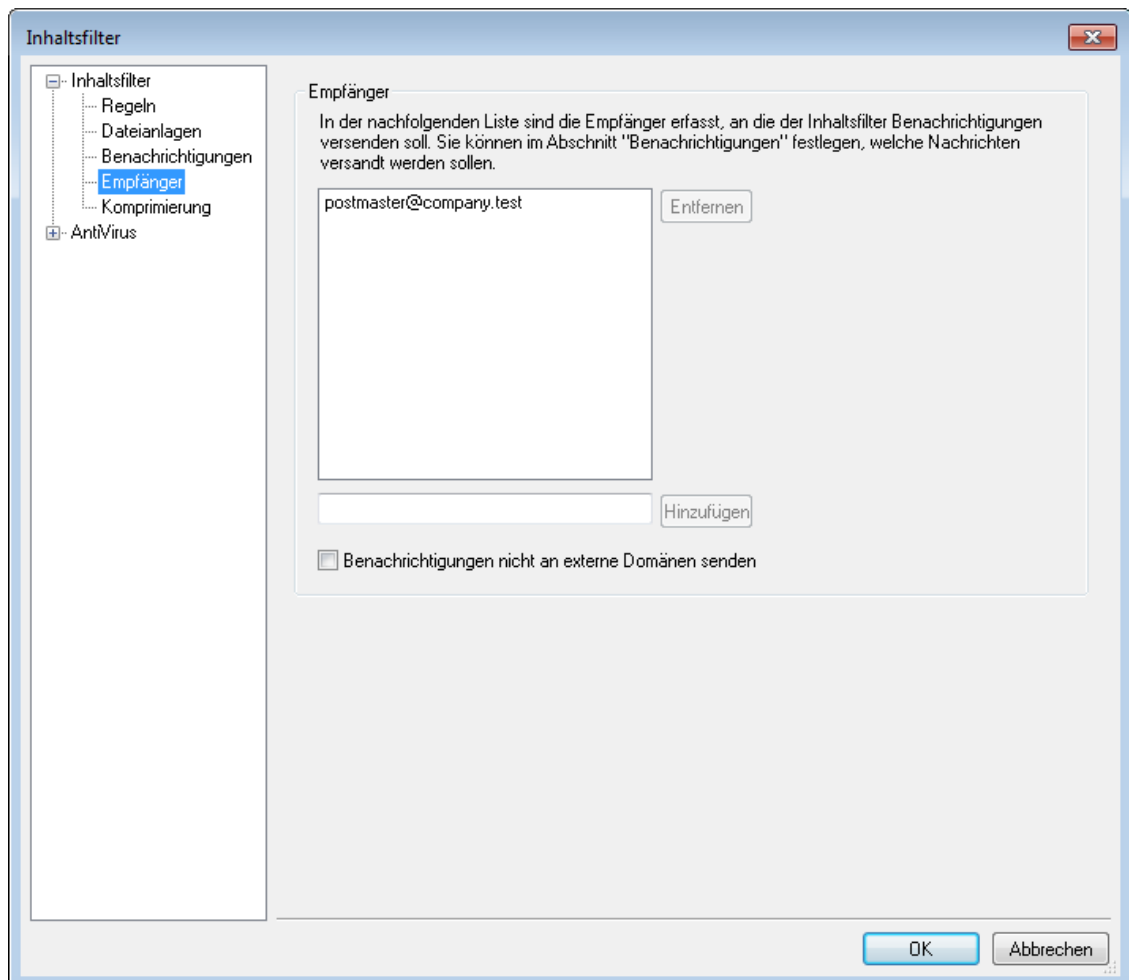 Inhaltsfilter
Inhaltsfilter
Regeln
Dateianlagen
Benachrichtigungen
Empfänger
Komprimierung
AntiVirus
Empfänger
In der nachfolgenden Liste sind die Empfänger erfasst, an die der Inhaltsfilter Benachrichtigungen
versenden soll. Sie können im Abschnitt "Benachrichtigungen" festlegen, welche Nachrichten
versandt werden sollen.
postmaster@company.test
Entfernen
Hinzufügen
Benachrichtigungen nicht an externe Domänen senden
OK
Abbrechen